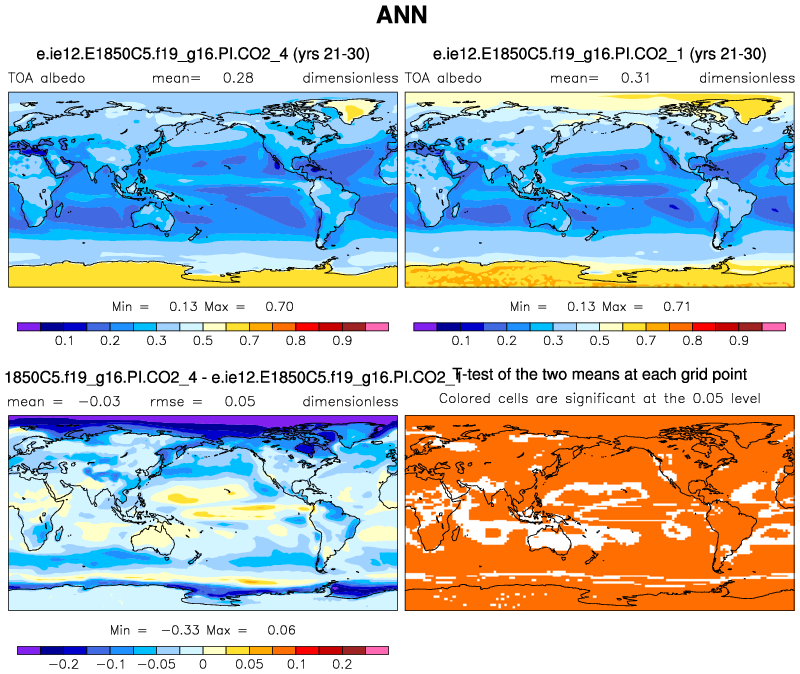 ANN
e.ie12.E1850C5.f19_g16.PI.CO2_4 (yrs 21-30)
TOA albedo mean= 0.28 dimensionless
e.ie12.E1850C5.f19_g16.PI.CO2_1 (yrs 21-30)
TOA albedo mean= 0.31 dimensionless
Min = 0.13 Max = 0.70
0.1 0.3 0.5 0.7 0.9
0.2 0.4 0.6 0.8
Min = 0.13 Max = 0.71
0.1 0.3 0.5 0.7 0.9
1850C5.f19_g16.PI.CO2_4 - e.ie12.E1850C5.f19_g16.PI.CO2_1
mean = -0.03 rmse = 0.05 dimensionless
T-test of the two means at each grid point
Colored cells are significant at the 0.05 level
Min = -0.33 Max = 0.06
-0.2 -0.1 -0.05 0 0.05 0.1 0.2